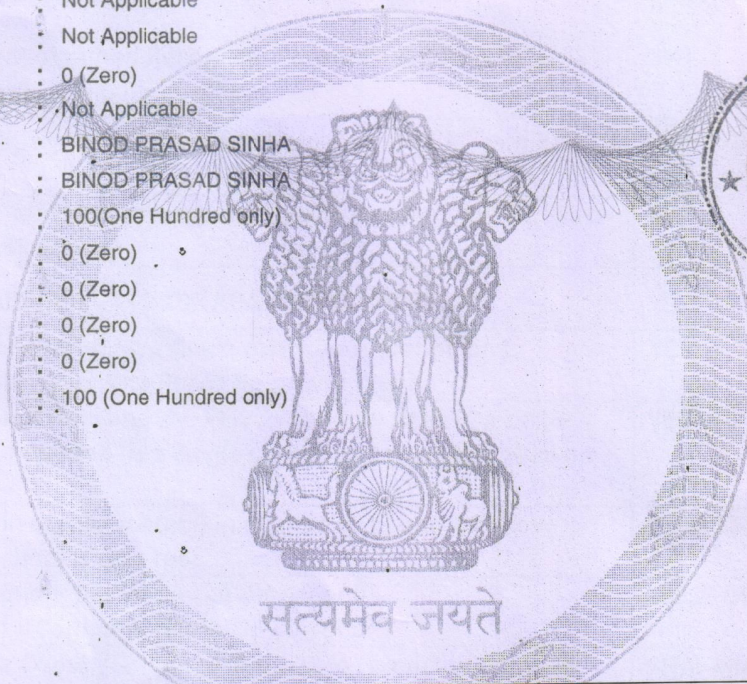 : Not Applicable
: Not Applicable
: 0 (Zero)
: Not Applicable
: BINOD PRASAD SINHA
: BINOD PRASAD SINHA
: 100(One Hundred only)
: 0 (Zero)
: 0 (Zero)
: 0 (Zero)
: 0 (Zero)
: 100 (One Hundred only)
सत्यमेव जयते